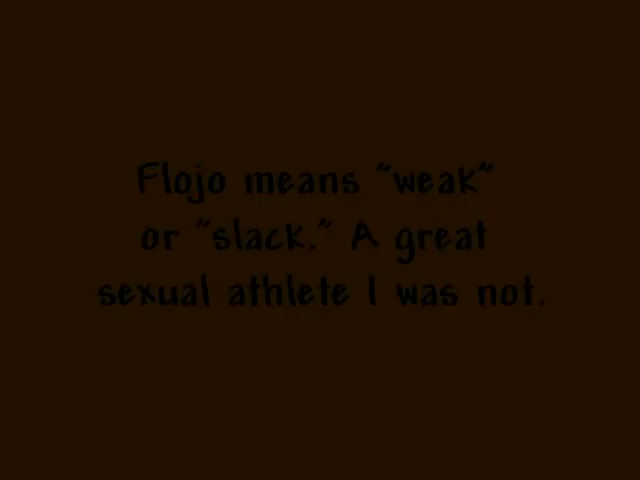 Flojo means "weak"
or "slack." A great
sexual athlete I was not.